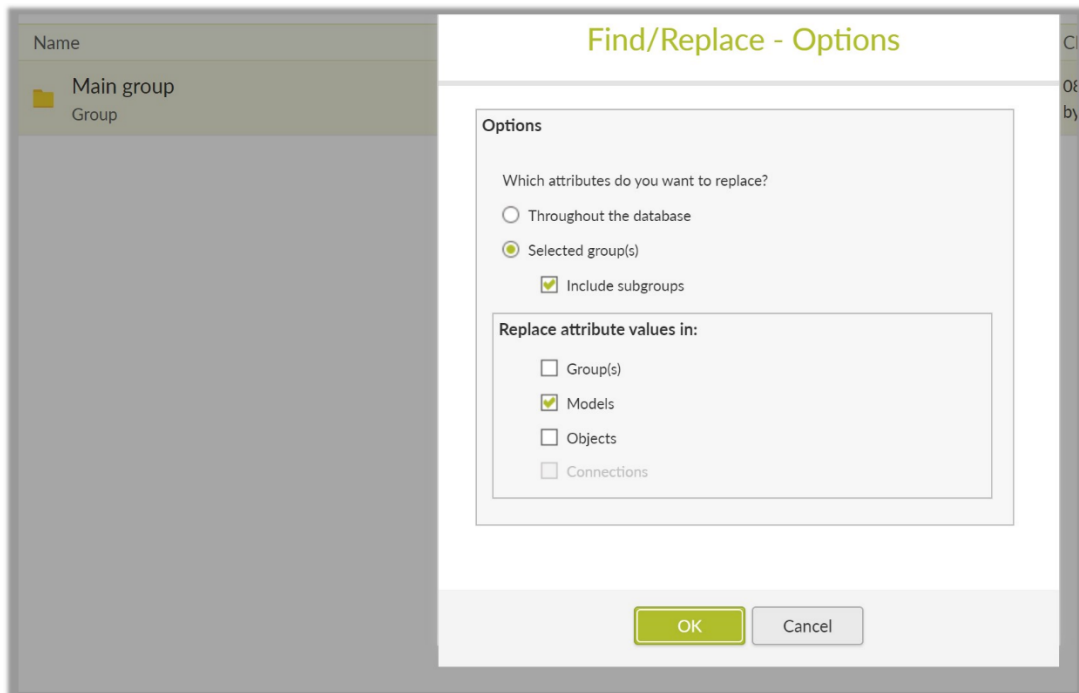 Name
Find/Replace - Options
Main group
Group
by
Options
Which attributes do you want to replace?
Throughout the database
Selected group(s)
Include subgroups
Replace attribute values in:
Group(s)
Models
Objects
Connections
OK
Cancel